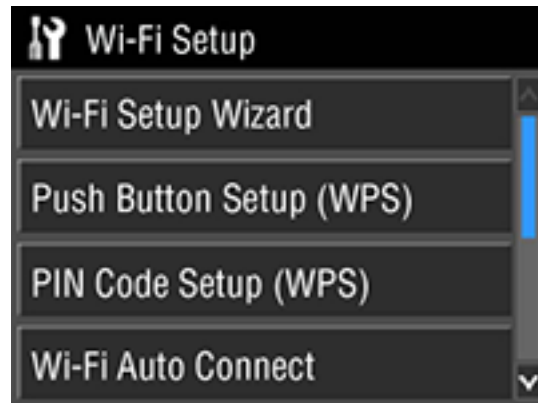 Wi-Fi Setup
Wi-Fi Setup Wizard
Push Button Setup (WPS)
PIN Code Setup (WPS)
Wi-Fi Auto Connect